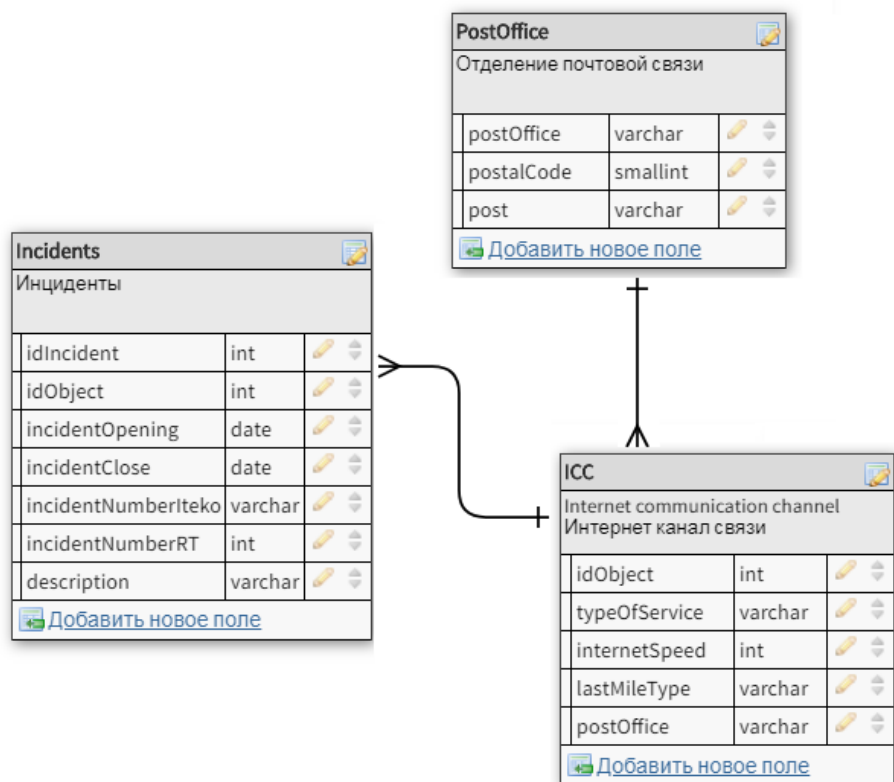 PostOffice
Отделение почтовой связи
postOffice varchar
postalCode smallint
post varchar
Добавить новое поле
Incidents
Инциденты
idIncident int
idObject int
incidentOpening date
incidentClose date
incidentNumberIteko varchar
incidentNumberRT int
description varchar
Добавить новое поле
ICC
Internet communication channel
Интернет канал связи
idObject int
typeOfService varchar
internetSpeed int
lastMileType varchar
postOffice varchar
Добавить новое поле